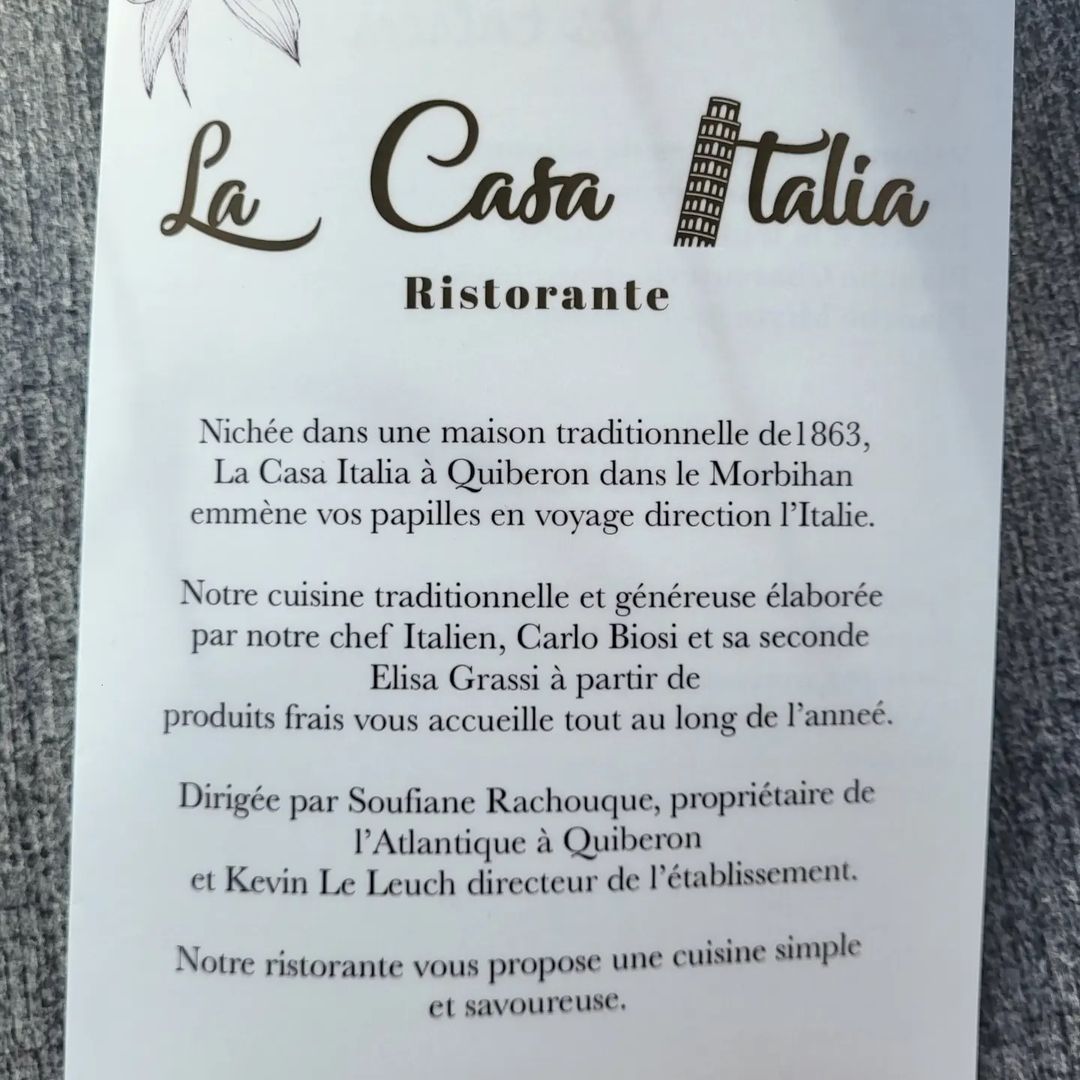 La Casa Italia
Ristorante
Nichée dans une maison traditionnelle de1863,
La Casa Italia à Quiberon dans le Morbihan
emmène vos papilles en voyage direction l'Italie.
Notre cuisine traditionnelle et généreuse élaborée
par notre chef Italien, Carlo Biosi et sa seconde
Elisa Grassi à partir de
produits frais vous accueille tout au long de l'anneé.
Dirigée par Soufiane Rachouque, propriétaire de
l'Atlantique à Quiberon
et Kevin Le Leuch directeur de l'établissement.
Notre ristorante vous propose une cuisine simple
et savoureuse.